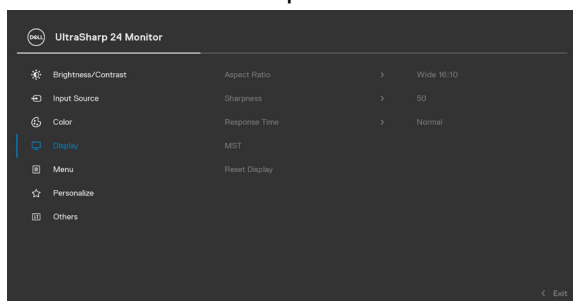 DELL UltraSharp 24 Monitor
Brightness/Contrast Aspect Ratio > Wide 16:10
Input Source Sharpness > 50
Color Response Time > Normal
Display MST
Menu Reset Display
Personalize
Others
< Exit